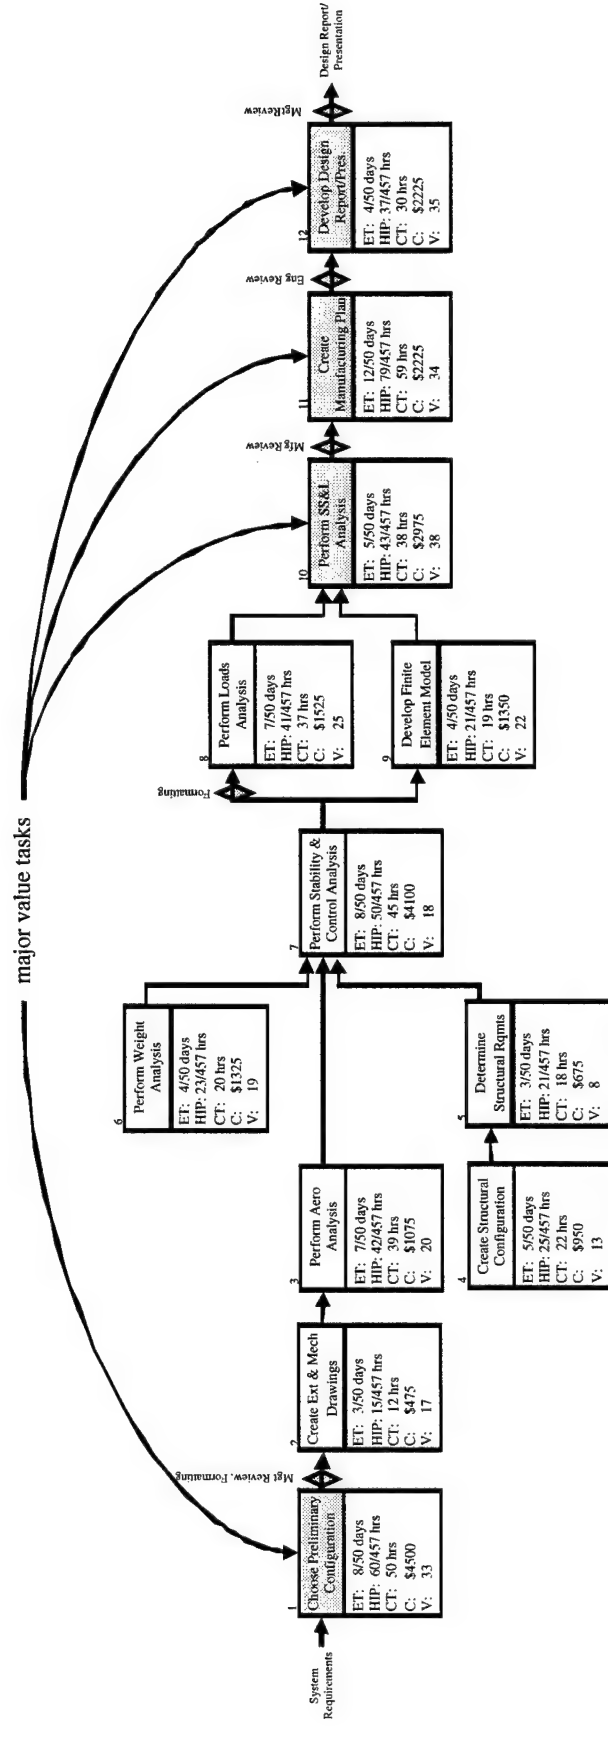 major value tasks
System
Requirements
1
Choose Preliminary
Configuration
ET: 8/50 days
HIP: 60/457 hrs
CT: 50 hrs
C: $4500
V: 33
Mgt Review. Formating
2
Create Ext & Mech
Drawings
ET: 3/50 days
HIP: 15/457 hrs
CT: 12 hrs
C: $475
V: 17
3
Perform Aero
Analysis
ET: 7/50 days
HIP: 42/457 hrs
CT: 39 hrs
C: $1075
V: 20
4
Create Structural
Configuration
ET: 5/50 days
HIP: 25/457 hrs
CT: 22 hrs
C: $950
V: 13
5
Determine
Structural Rqmts
ET: 3/50 days
HIP: 21/457 hrs
CT: 18 hrs
C: $675
V: 8
6
Perform Weight
Analysis
ET: 4/50 days
HIP: 23/457 hrs
CT: 20 hrs
C: $1325
V: 19
7
Perform Stability &
Control Analysis
ET: 8/50 days
HIP: 50/457 hrs
CT: 45 hrs
C: $4100
V: 18
Formatting
8
Perform Loads
Analysis
ET: 7/50 days
HIP: 41/457 hrs
CT: 37 hrs
C: $1525
V: 25
9
Develop Finite
Element Model
ET: 4/50 days
HIP: 21/457 hrs
CT: 19 hrs
C: $1350
V: 22
10
Perform SS&L
Analysis
ET: 5/50 days
HIP: 43/457 hrs
CT: 38 hrs
C: $2975
V: 38
Mfg Review
11
Create
Manufacturing Plan
ET: 12/50 days
HIP: 79/457 hrs
CT: 59 hrs
C: $2225
V: 34
Eng Review
12
Develop Design
Report/Pres.
ET: 4/50 days
HIP: 37/457 hrs
CT: 30 hrs
C: $2225
V: 35
MgtReview
Design Report/
Presentation